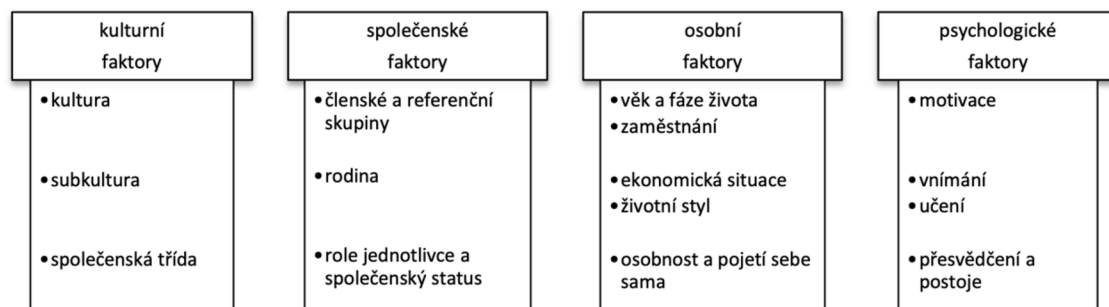 kulturní
faktory
• kultura
• subkultura
• společenská třída
společenské
faktory
• členské a referenční
skupiny
• rodina
• role jednotlivce a
společenský status
osobní
faktory
• věk a fáze života
• zaměstnání
• ekonomická situace
• životní styl
• osobnost a pojetí sebe
sama
psychologické
faktory
• motivace
• vnímání
• učení
• přesvědčení a
postoje